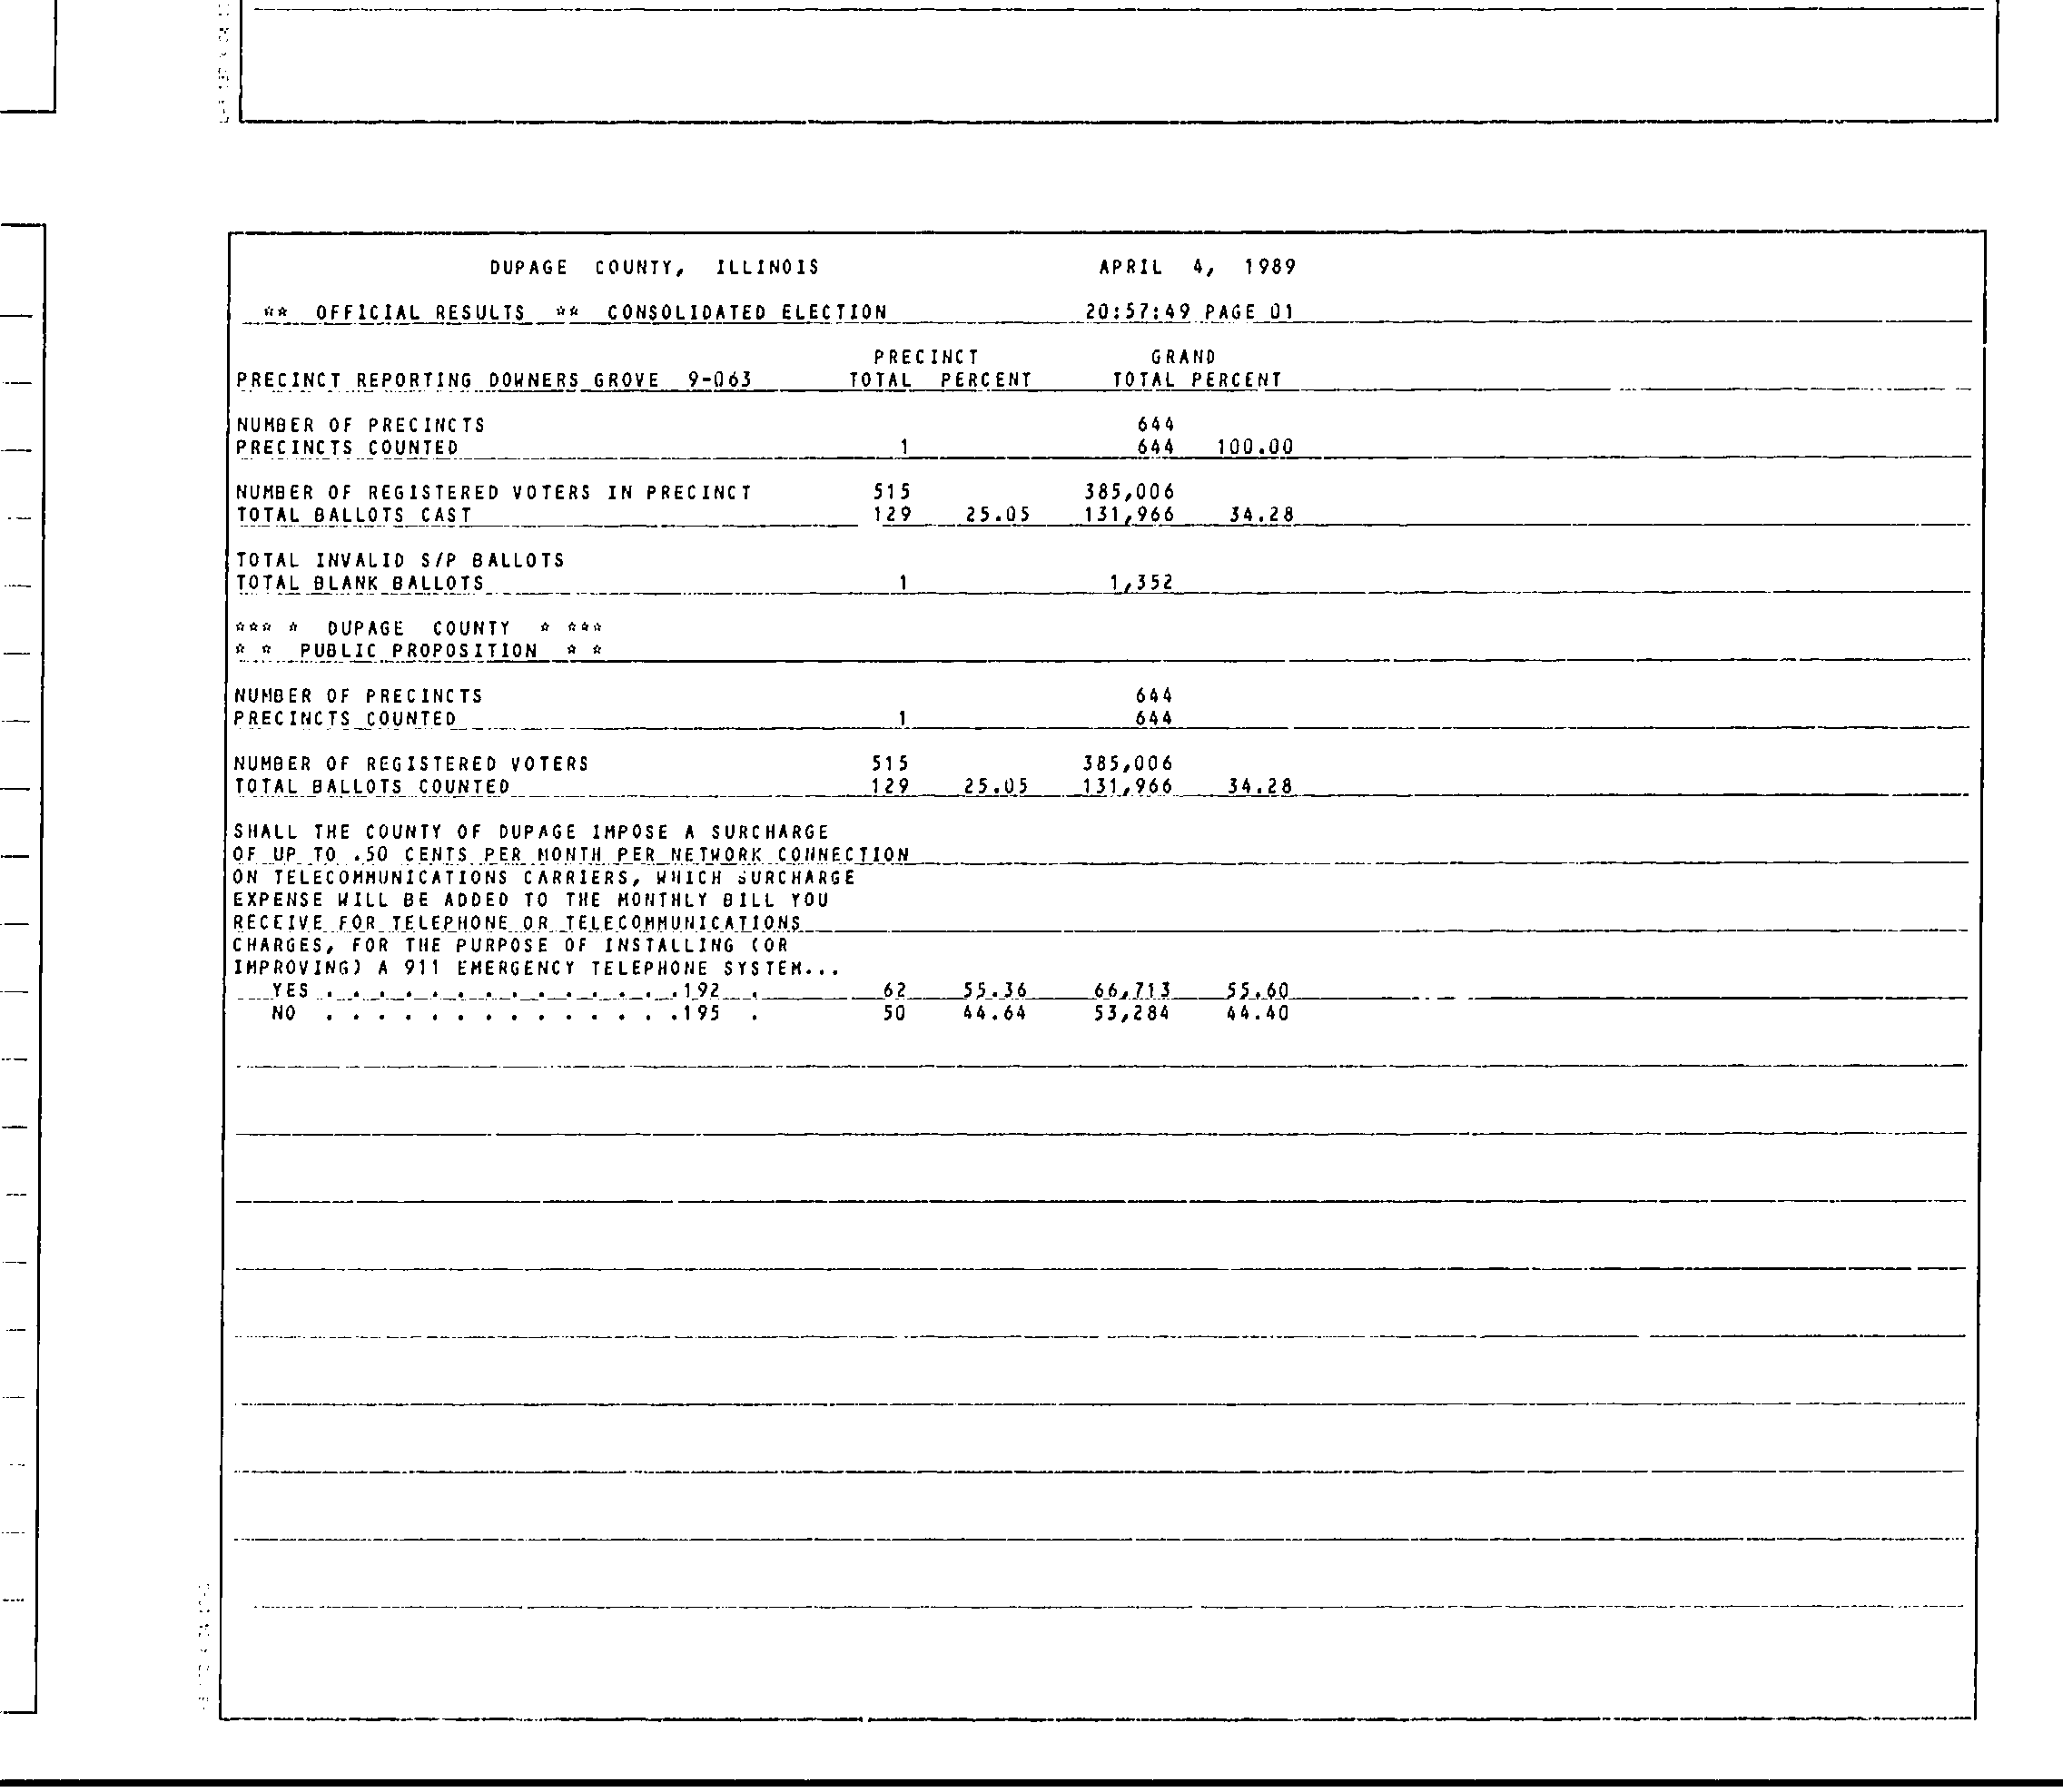 DUPAGE COUNTY, ILLINOIS APRIL 4, 1989
** OFFICIAL RESULTS ** CONSOLIDATED ELECTION 20:57:49 PAGE 01
PRECINCT GRAND
PRECINCT REPORTING DOWNERS GROVE 9-063 TOTAL PERCENT TOTAL PERCENT
NUMBER OF PRECINCTS 644
PRECINCTS COUNTED 1 644 100.00
NUMBER OF REGISTERED VOTERS IN PRECINCT 515 385,006
TOTAL BALLOTS CAST 129 25.05 131,966 34.28
TOTAL INVALID S/P BALLOTS
TOTAL BLANK BALLOTS 1 1,352
*** * DUPAGE COUNTY * ***
* * PUBLIC PROPOSITION * *
NUMBER OF PRECINCTS 644
PRECINCTS COUNTED 1 644
NUMBER OF REGISTERED VOTERS 515 385,006
TOTAL BALLOTS COUNTED 129 25.05 131,966 34.28
SHALL THE COUNTY OF DUPAGE IMPOSE A SURCHARGE
OF UP TO .50 CENTS PER MONTH PER NETWORK CONNECTION
ON TELECOMMUNICATIONS CARRIERS, WHICH SURCHARGE
EXPENSE WILL BE ADDED TO THE MONTHLY BILL YOU
RECEIVE FOR TELEPHONE OR TELECOMMUNICATIONS
CHARGES, FOR THE PURPOSE OF INSTALLING (OR
IMPROVING) A 911 EMERGENCY TELEPHONE SYSTEM...
YES . . . . . . . . . . . . . .192 . 62 55.36 66,713 55.60
NO . . . . . . . . . . . . . .195 . 50 44.64 53,284 44.40